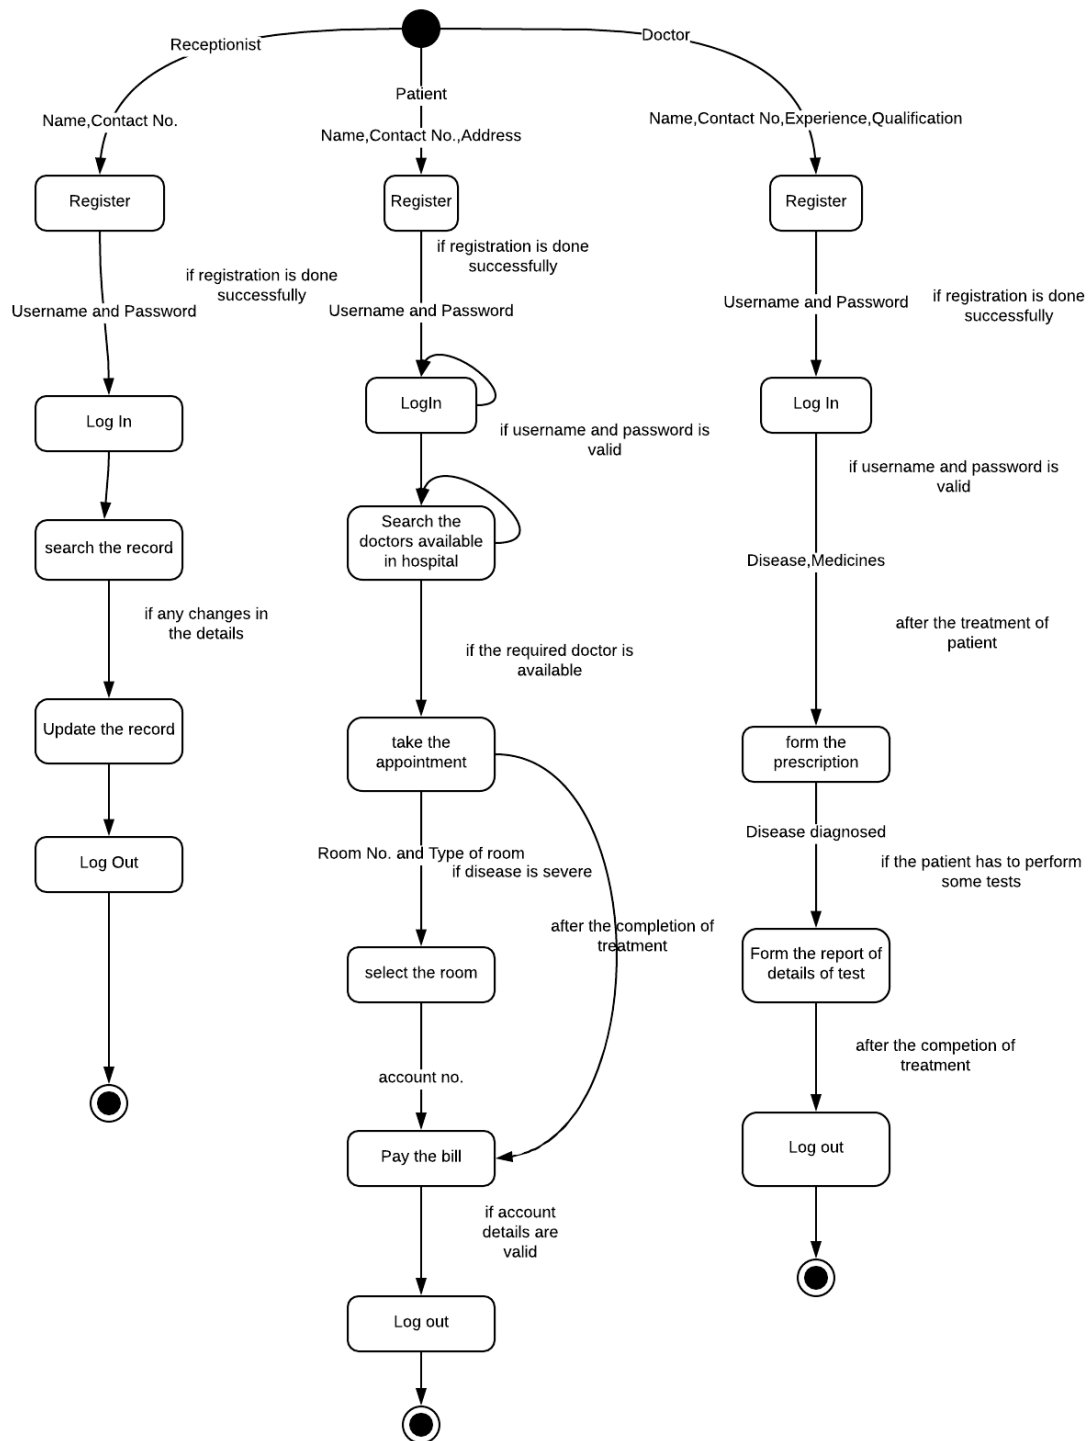 Receptionist
Doctor
Patient
Name,Contact No.
Name,Contact No.,Address
Name,Contact No,Experience,Qualification
Register
Register
Register
if registration is done
successfully
if registration is done
successfully
if registration is done
successfully
Username and Password
Username and Password
Username and Password
Log In
LogIn
Log In
if username and password is
valid
if username and password is
valid
search the record
Search the
doctors available
in hospital
Disease,Medicines
if any changes in
the details
if the required doctor is
available
after the treatment of
patient
Update the record
take the
appointment
form the
prescription
Log Out
Room No. and Type of room
if disease is severe
Disease diagnosed
if the patient has to perform
some tests
after the completion of
treatment
select the room
Form the report of
details of test
account no.
after the competion of
treatment
Pay the bill
Log out
if account
details are
valid
Log out